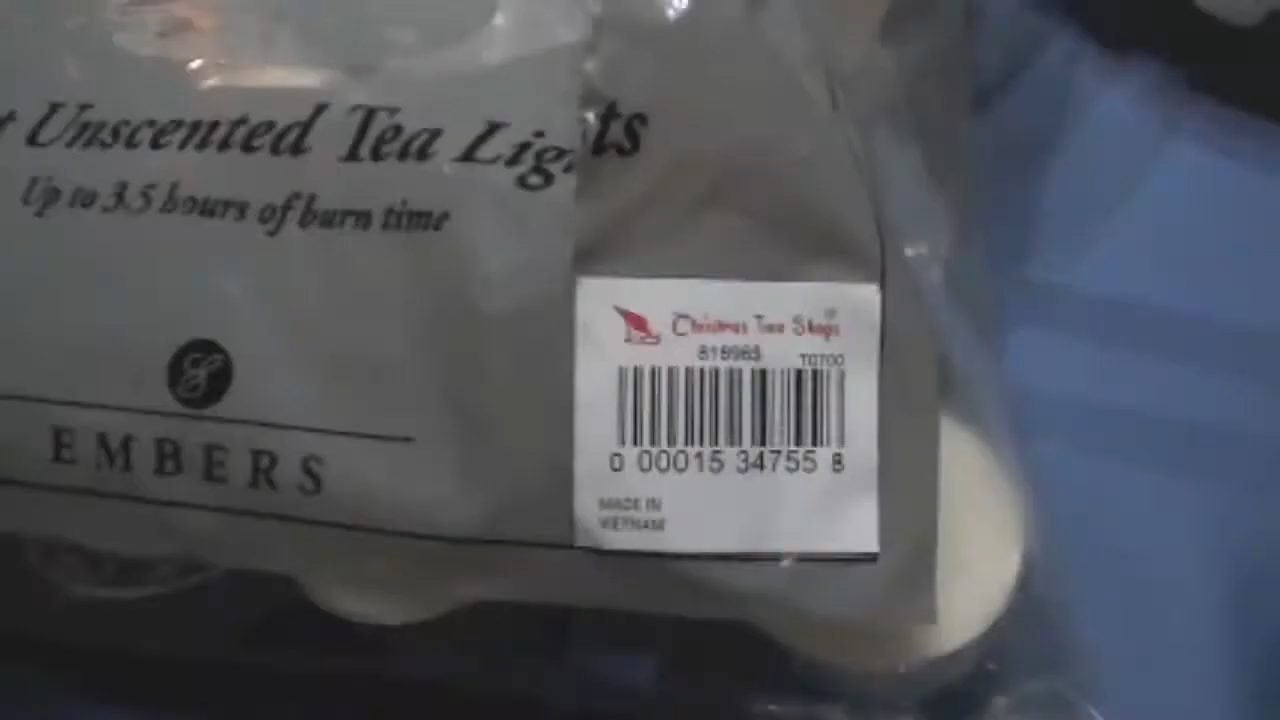 Unscented Tea Lights
Up to 3.5 hours of burn time
EMBERS
Christmas Tree Shops
T0700
0 00015 34755 8
MADE IN
VIETNAM